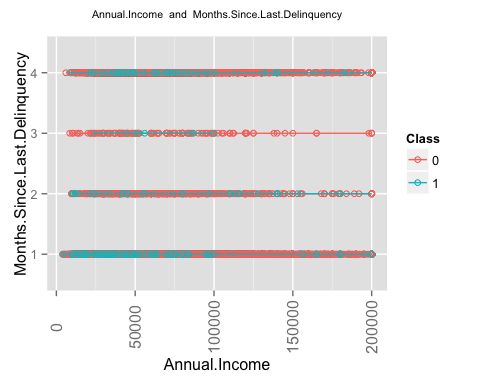 Annual.Income and Months.Since.Last.Delinquency
Months.Since.Last.Delinquency
4
3
2
1
0
50000
100000
150000
200000
Annual.Income
Class
0
1